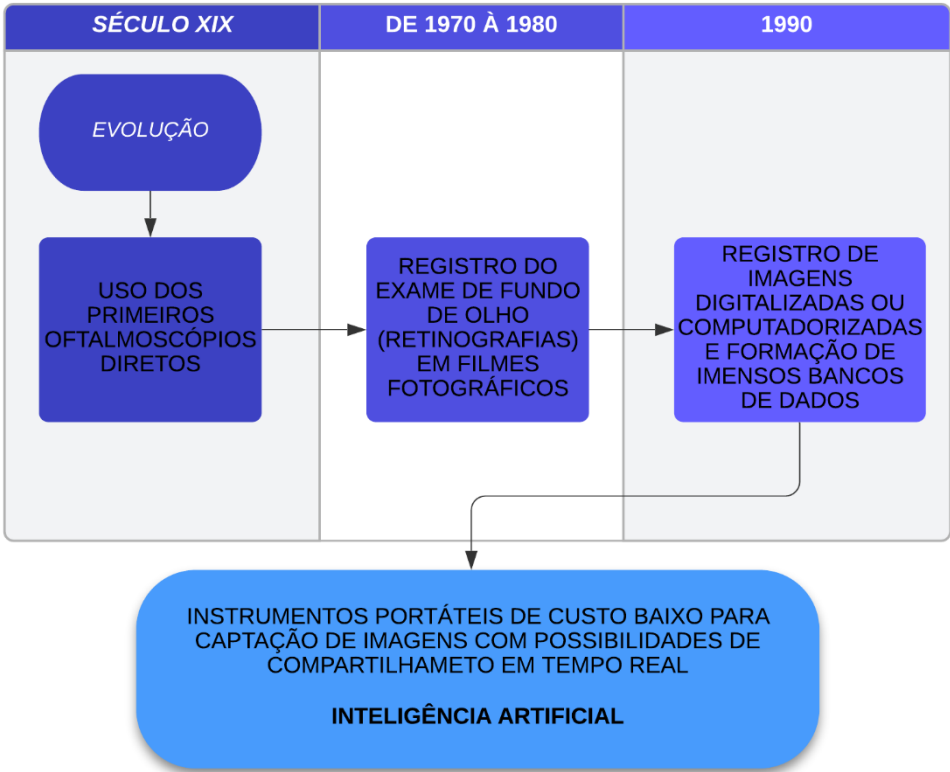 SÉCULO XIX
DE 1970 À 1980
1990
EVOLUÇÃO
USO DOS
PRIMEIROS
OFTALMOSCÓPIOS
DIRETOS
REGISTRO DO
EXAME DE FUNDO
DE OLHO
(RETINOGRAFIAS)
EM FILMES
FOTOGRÁFICOS
REGISTRO DE
IMAGENS
DIGITALIZADAS OU
COMPUTADORIZADAS
E FORMAÇÃO DE
IMENSOS BANCOS
DE DADOS
INSTRUMENTOS PORTÁTEIS DE CUSTO BAIXO PARA
CAPTAÇÃO DE IMAGENS COM POSSIBILIDADES DE
COMPARTILHAMETO EM TEMPO REAL
INTELIGÊNCIA ARTIFICIAL